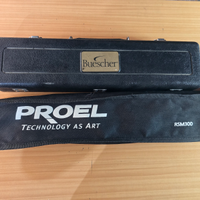 Buescher
PROEL
TECHNOLOGY AS ART
RSM300